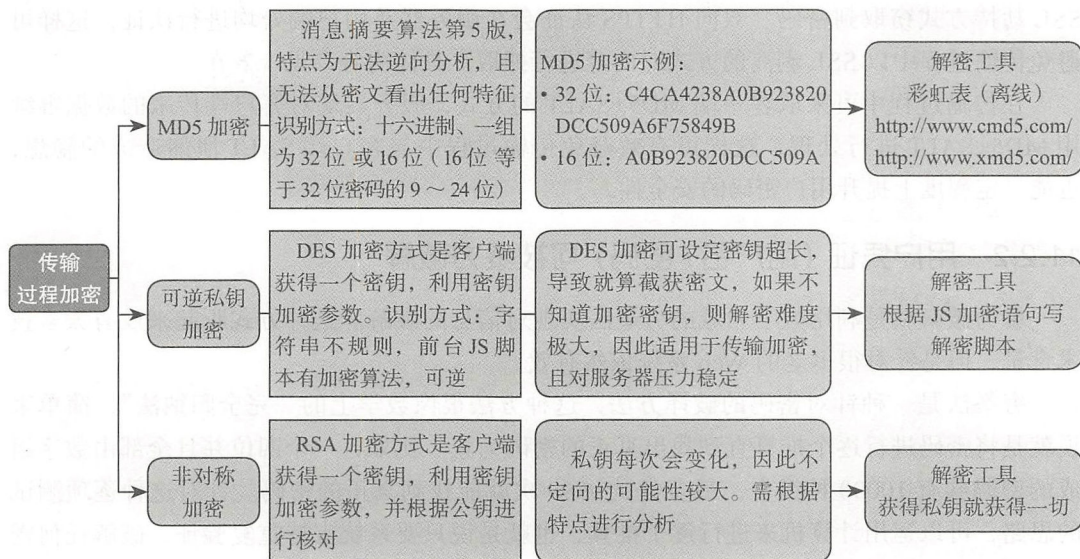 传输
过程加密
MD5 加密
消息摘要算法第5版,
特点为无法逆向分析,且
无法从密文看出任何特征
识别方式:十六进制、一组
为32位 或16位(16位 等
于32位密码的9～24位)
MD5 加密示例:
• 32 位:C4CA4238A0B923820
DCC509A6F75849B
• 16 位:A0B923820DCC509A
解密工具
彩虹表(离线)
http://www.cmd5.com/
http://www.xmd5.com/
可逆私钥
加密
DES 加密方式是客户端
获得一个密钥,利用密钥
加密参数。识别方式:字
符串不规则,前台 JS 脚
本有加密算法,可逆
DES 加密可设定密钥超长,
导致就算截获密文,如果不
知道加密密钥,则解密难度
极大,因此适用于传输加密,
且对服务器压力稳定
解密工具
根据 JS 加密语句写
解密脚本
非对称
加密
RSA 加密方式是客户端
获得一个密钥,利用密钥
加密参数,并根据公钥进
行核对
私钥每次会变化,因此不
定向的可能性较大。需根据
特点进行分析
解密工具
获得私钥就获得一切